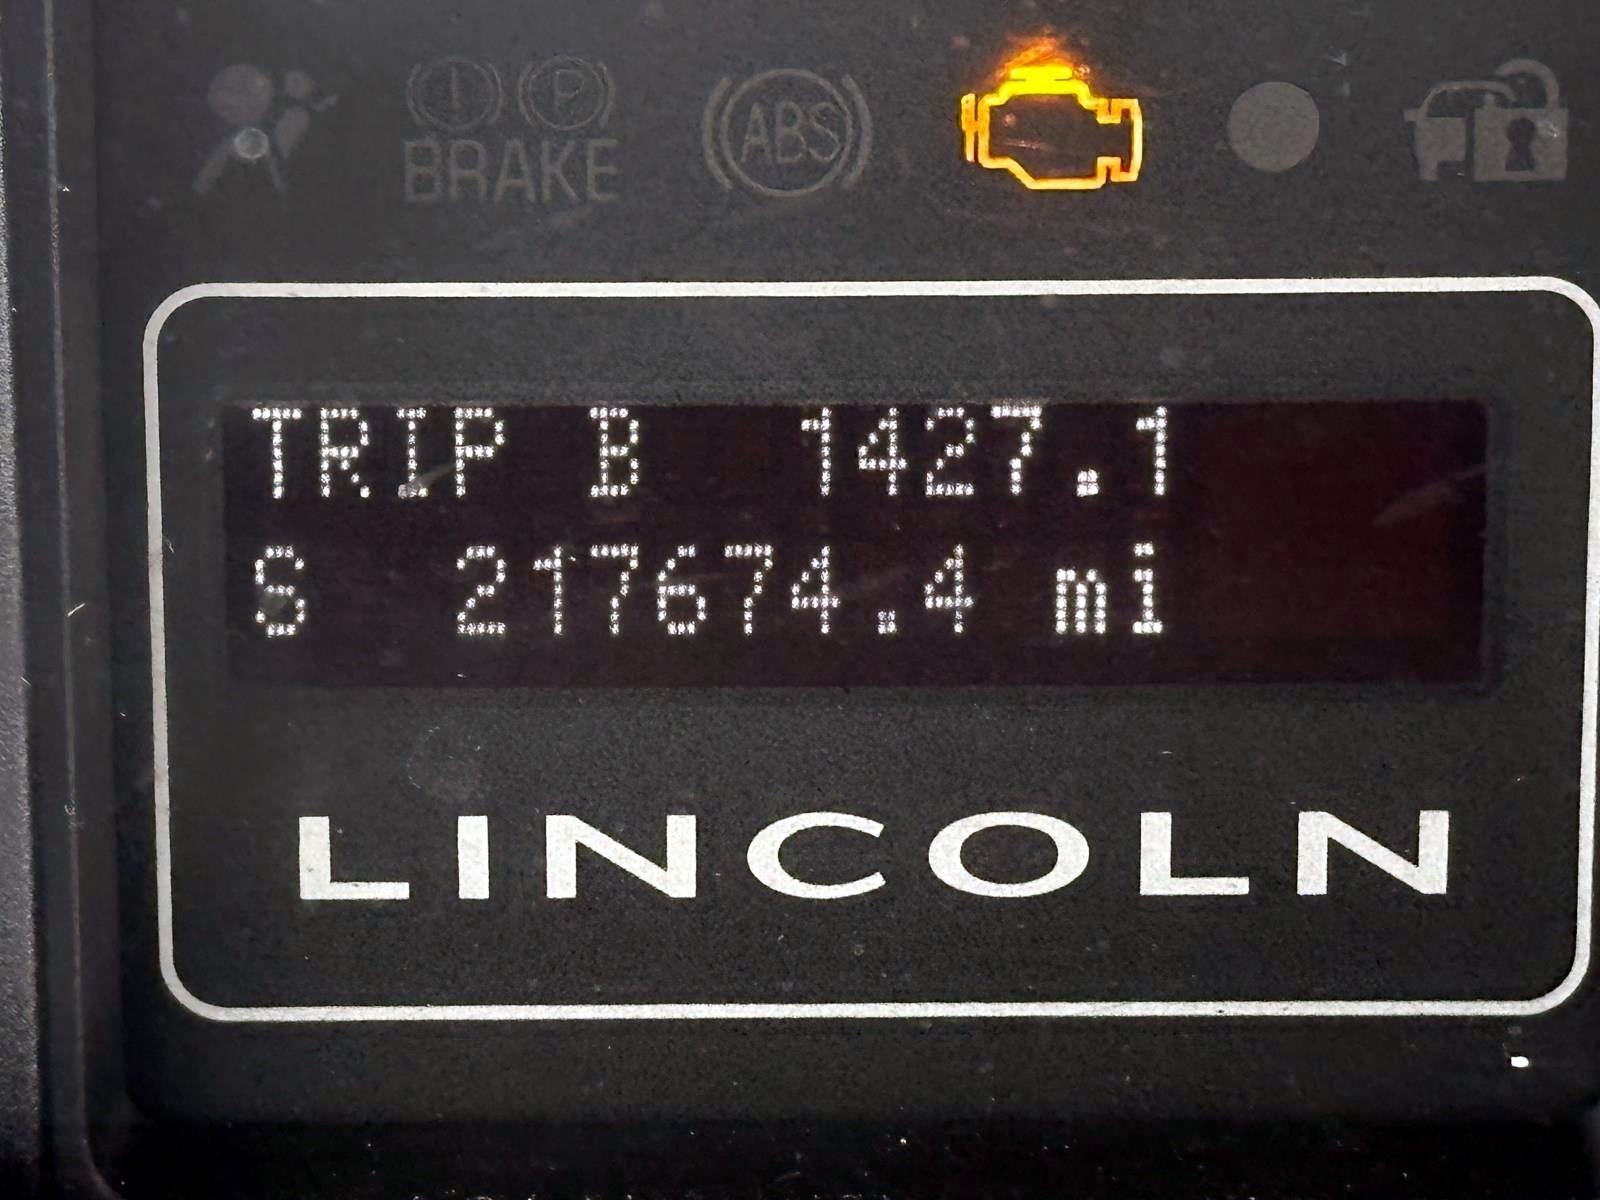 BRAKE
ABS
TRIP B 1427.1
S 217674.4 mi
LINCOLN